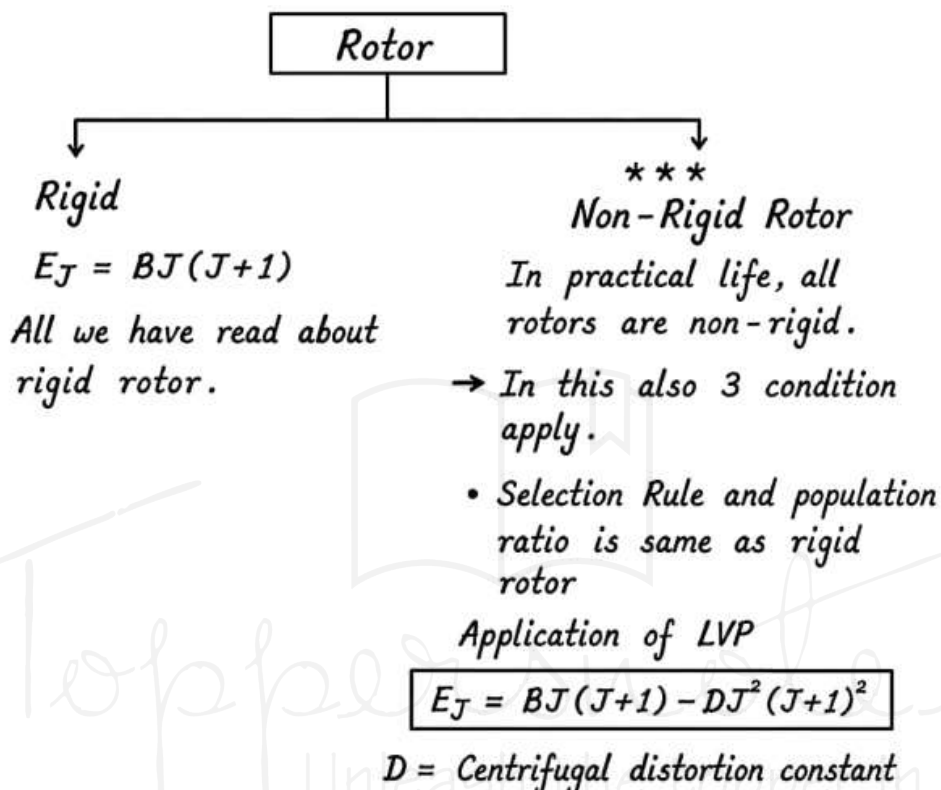 Rotor
Rigid
E_J = BJ(J+1)
All we have read about
rigid rotor.
***
Non-Rigid Rotor
In practical life, all
rotors are non-rigid.
→ In this also 3 condition
apply.
• Selection Rule and population
ratio is same as rigid
rotor
Application of LVP
E_J = BJ(J+1) - DJ²(J+1)²
D = Centrifugal distortion constant